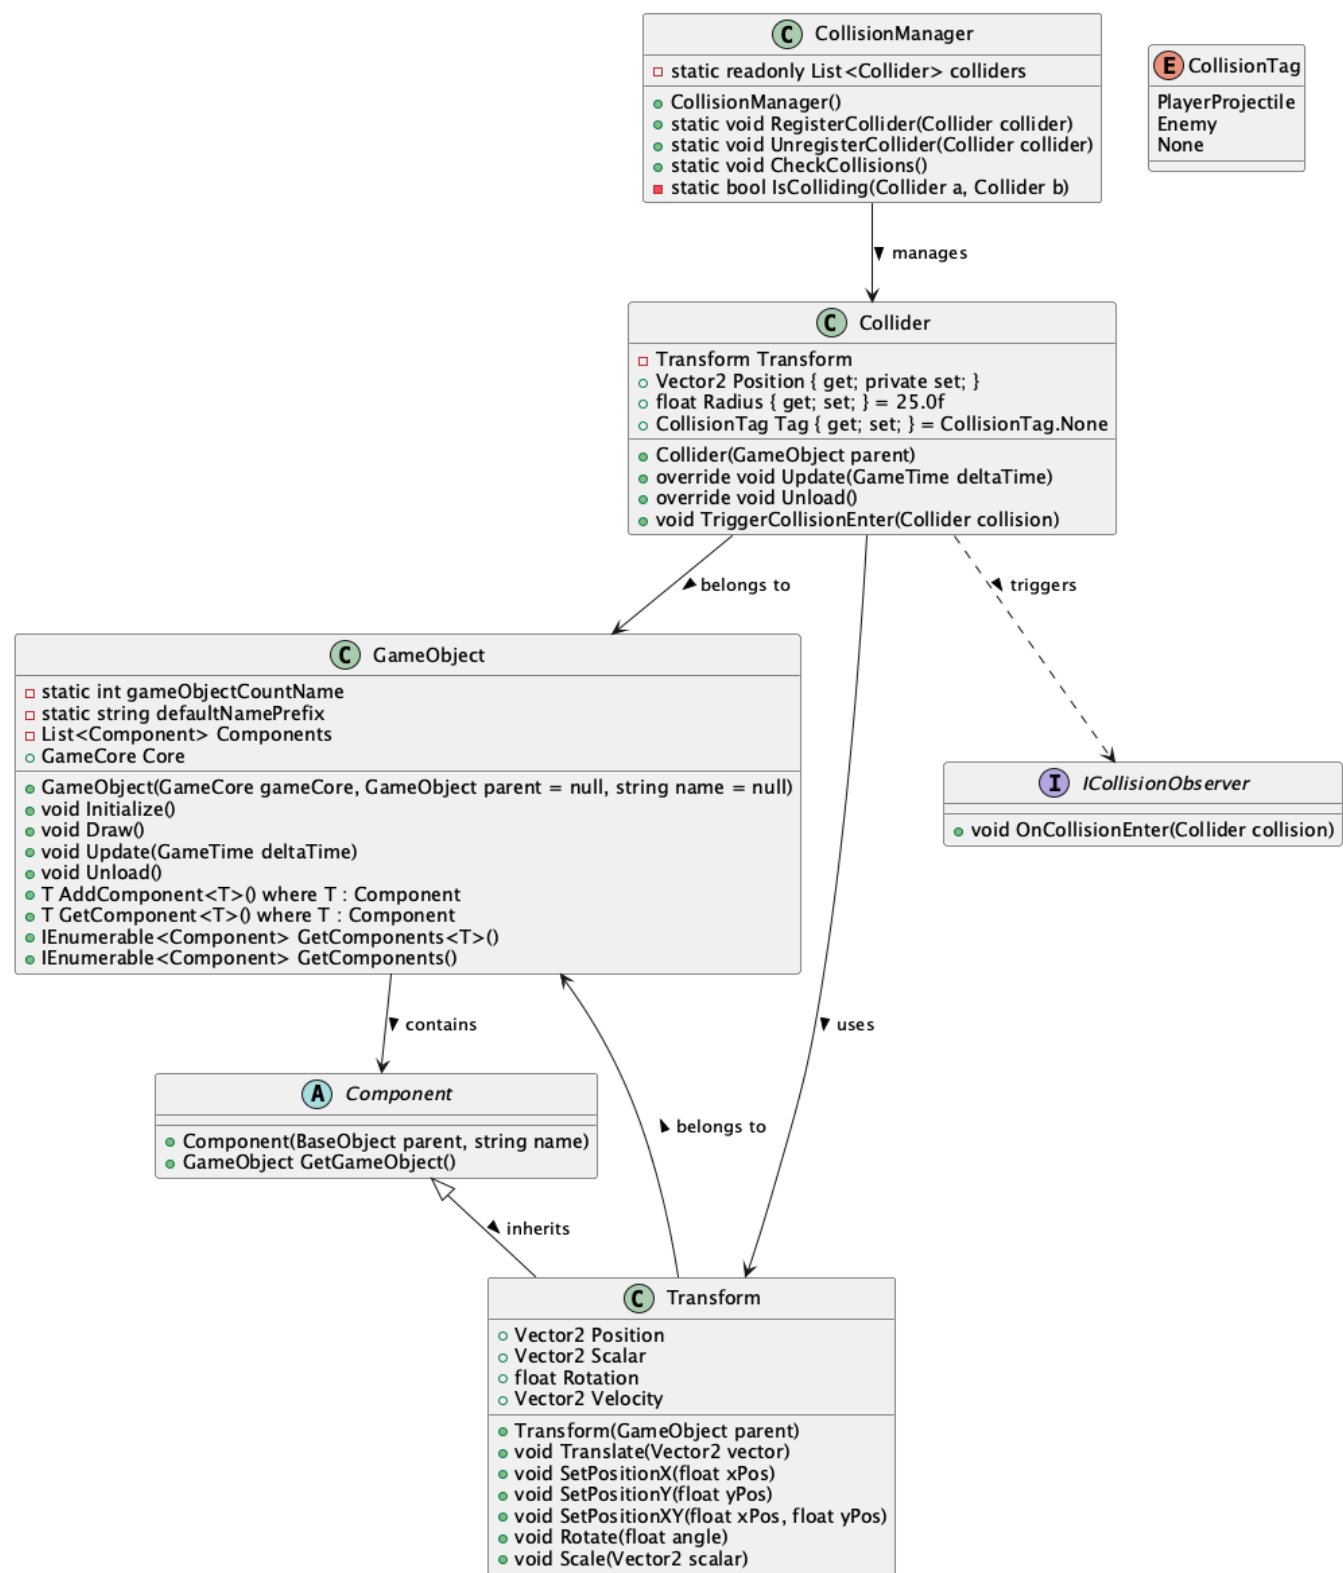 C CollisionManager
static readonly List<Collider> colliders
CollisionManager()
static void RegisterCollider(Collider collider)
static void UnregisterCollider(Collider collider)
static void CheckCollisions()
static bool IsColliding(Collider a, Collider b)
E CollisionTag
PlayerProjectile
Enemy
None
manages
C Collider
Transform Transform
Vector2 Position { get; private set; }
float Radius { get; set; } = 25.0f
CollisionTag Tag { get; set; } = CollisionTag.None
Collider(GameObject parent)
override void Update(GameTime deltaTime)
override void Unload()
void TriggerCollisionEnter(Collider collision)
belongs to
triggers
C GameObject
static int gameObjectCountName
static string defaultNamePrefix
List<Component> Components
GameCore Core
GameObject(GameCore gameCore, GameObject parent = null, string name = null)
void Initialize()
void Draw()
void Update(GameTime deltaTime)
void Unload()
T AddComponent<T>() where T : Component
T GetComponent<T>() where T : Component
IEnumerable<Component> GetComponents<T>()
IEnumerable<Component> GetComponents()
I ICollisionObserver
void OnCollisionEnter(Collider collision)
contains
uses
A Component
Component(BaseObject parent, string name)
GameObject GetGameObject()
belongs to
inherits
C Transform
Vector2 Position
Vector2 Scalar
float Rotation
Vector2 Velocity
Transform(GameObject parent)
void Translate(Vector2 vector)
void SetPositionX(float xPos)
void SetPositionY(float yPos)
void SetPositionXY(float xPos, float yPos)
void Rotate(float angle)
void Scale(Vector2 scalar)